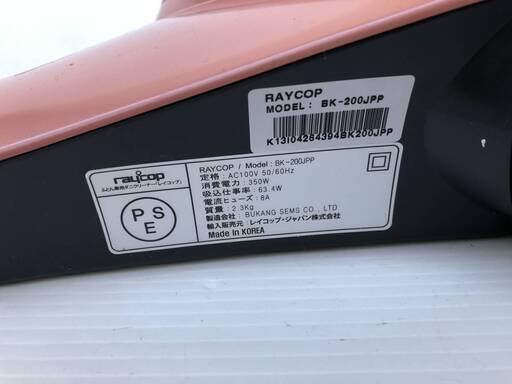 RAYCOP
MODEL : BK-200JPP
K13I04264394BK200JPP
raycop
ふとん専用ダニクリーナー「レイコップ」
PS
E
RAYCOP / Model : BK-200JPP
定格 : AC100V 50/60Hz
消費電力 : 350W
吸込仕事率 : 63.4W
電流ヒューズ : 8A
質量 : 2.3Kg
製造会社 : BUKANG SEMS CO., LTD
輸入販売元 : レイコップ・ジャパン株式会社
Made in KOREA